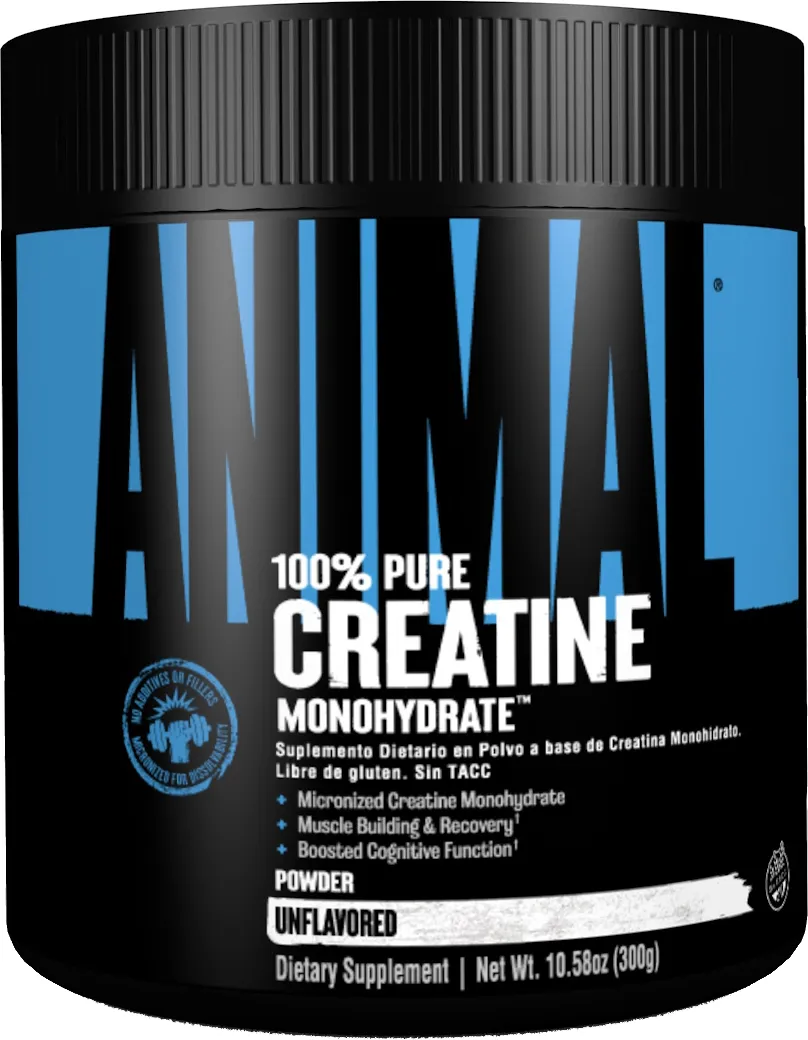 ANIMAL®
100% PURE
CREATINE
MONOHYDRATE™
Suplemento Dietario en Polvo a base de Creatina Monohidrato.
Libre de gluten. Sin TACC
NO ADDITIVES OR FILLERS
MICRONIZED FOR DISSOLVABILITY
+ Micronized Creatine Monohydrate
+ Muscle Building & Recovery†
+ Boosted Cognitive Function†
POWDER
UNFLAVORED
Dietary Supplement | Net Wt. 10.58oz (300g)